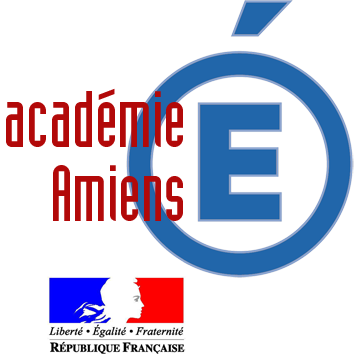 académie
Amiens
É
Liberté • Égalité • Fraternité
RÉPUBLIQUE FRANÇAISE